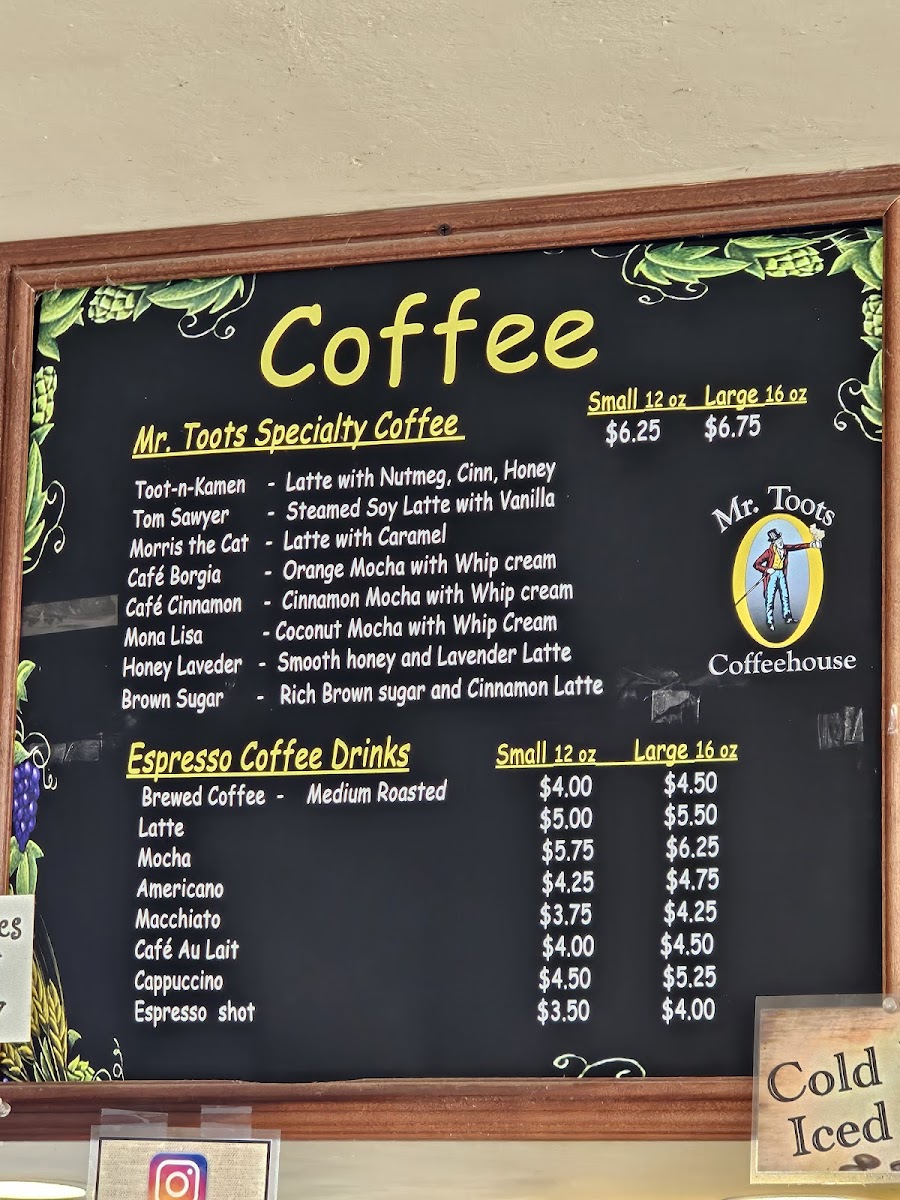 Coffee
Small 12 oz Large 16 oz
Mr. Toots Specialty Coffee $6.25 $6.75
Toot-n-Kamen - Latte with Nutmeg, Cinn, Honey
Tom Sawyer - Steamed Soy Latte with Vanilla
Morris the Cat - Latte with Caramel
Café Borgia - Orange Mocha with Whip cream
Café Cinnamon - Cinnamon Mocha with Whip cream
Mona Lisa - Coconut Mocha with Whip Cream
Honey Laveder - Smooth honey and Lavender Latte
Brown Sugar - Rich Brown sugar and Cinnamon Latte
Mr. Toots
Coffeehouse
Espresso Coffee Drinks Small 12 oz Large 16 oz
Brewed Coffee - Medium Roasted $4.00 $4.50
Latte $5.00 $5.50
Mocha $5.75 $6.25
Americano $4.25 $4.75
Macchiato $3.75 $4.25
Café Au Lait $4.00 $4.50
Cappuccino $4.50 $5.25
Espresso shot $3.50 $4.00
Cold
Iced